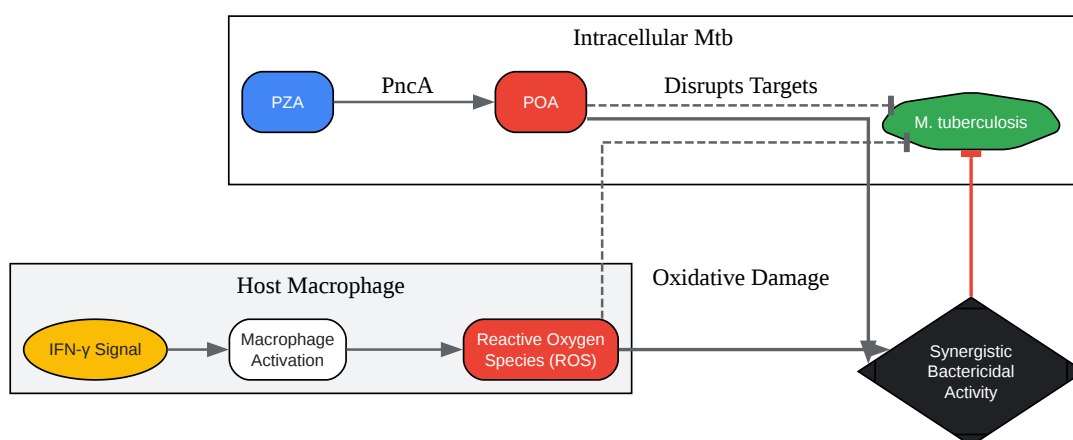 Intracellular Mtb
PZA
PncA
POA
Disrupts Targets
M. tuberculosis
Host Macrophage
Oxidative Damage
IFN-γ Signal
Macrophage
Activation
Reactive Oxygen
Species (ROS)
Synergistic
Bactericidal
Activity